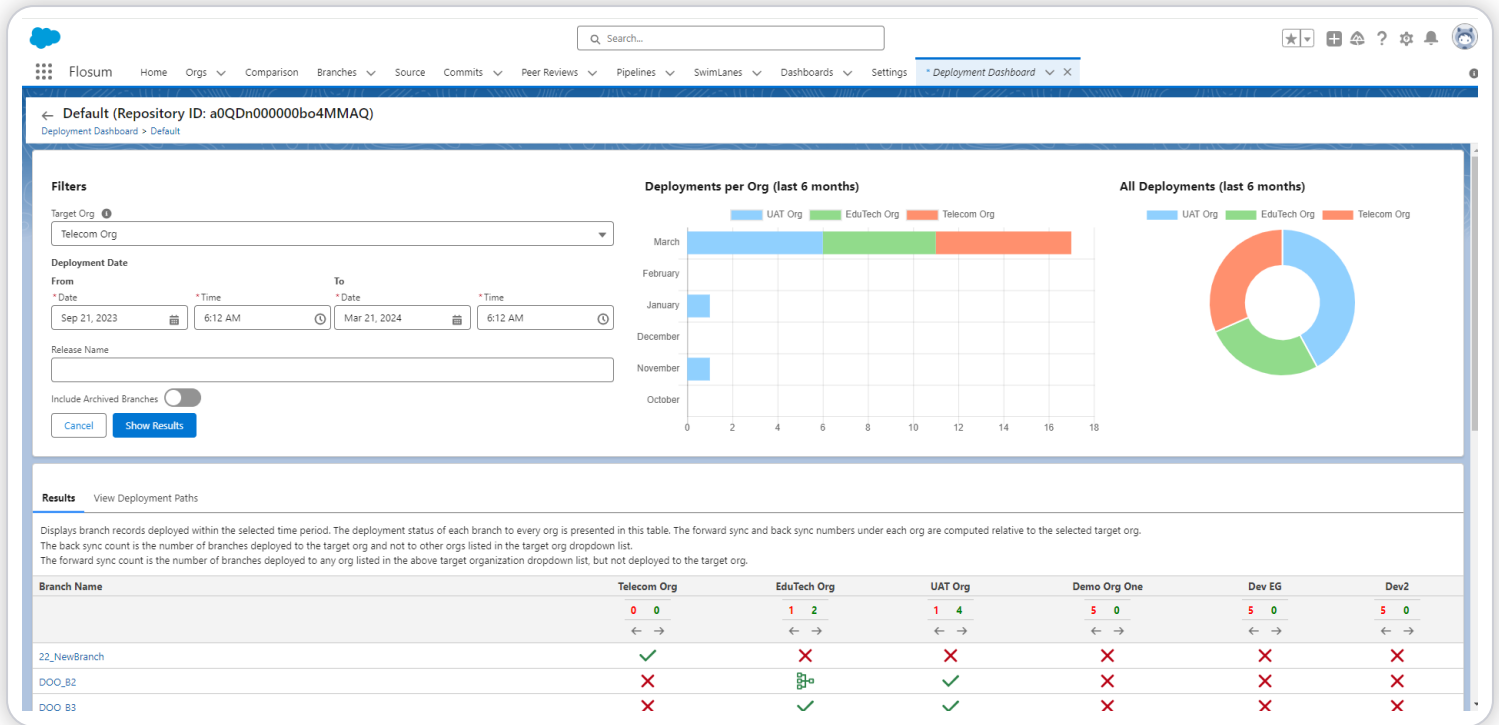 Search...
Flosum Home Orgs Comparison Branches Source Commits Peer Reviews Pipelines SwimLanes Dashboards Settings * Deployment Dashboard
Default (Repository ID: a0QDn000000bo4MMAQ)
Deployment Dashboard > Default
Filters
Target Org
Telecom Org
Deployment Date
From To
*Date *Time *Date *Time
Sep 21, 2023 6:12 AM Mar 21, 2024 6:12 AM
Release Name
Include Archived Branches
Cancel Show Results
Deployments per Org (last 6 months)
UAT Org EduTech Org Telecom Org
March
February
January
December
November
October
0 2 4 6 8 10 12 14 16 18
All Deployments (last 6 months)
UAT Org EduTech Org Telecom Org
Results View Deployment Paths
Displays branch records deployed within the selected time period. The deployment status of each branch to every org is presented in this table. The forward sync and back sync numbers under each org are computed relative to the selected target org.
The back sync count is the number of branches deployed to the target org and not to other orgs listed in the target org dropdown list.
The forward sync count is the number of branches deployed to any org listed in the above target organization dropdown list, but not deployed to the target org.
Branch Name Telecom Org EduTech Org UAT Org Demo Org One Dev EG Dev2
0 0 1 2 1 4 5 0 5 0 5 0
22_NewBranch
DOO_B2
DOO_B3